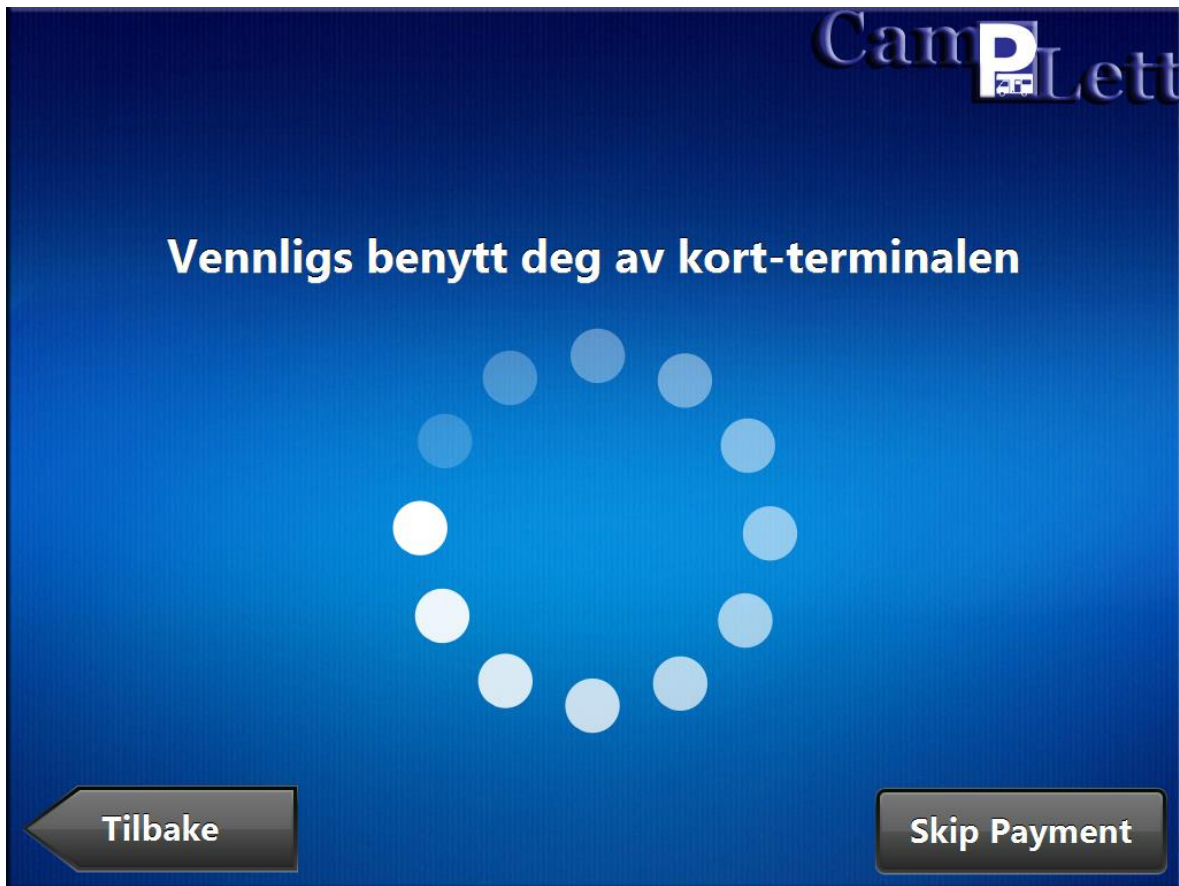 CamPLett
Vennligs benytt deg av kort-terminalen
Tilbake
Skip Payment